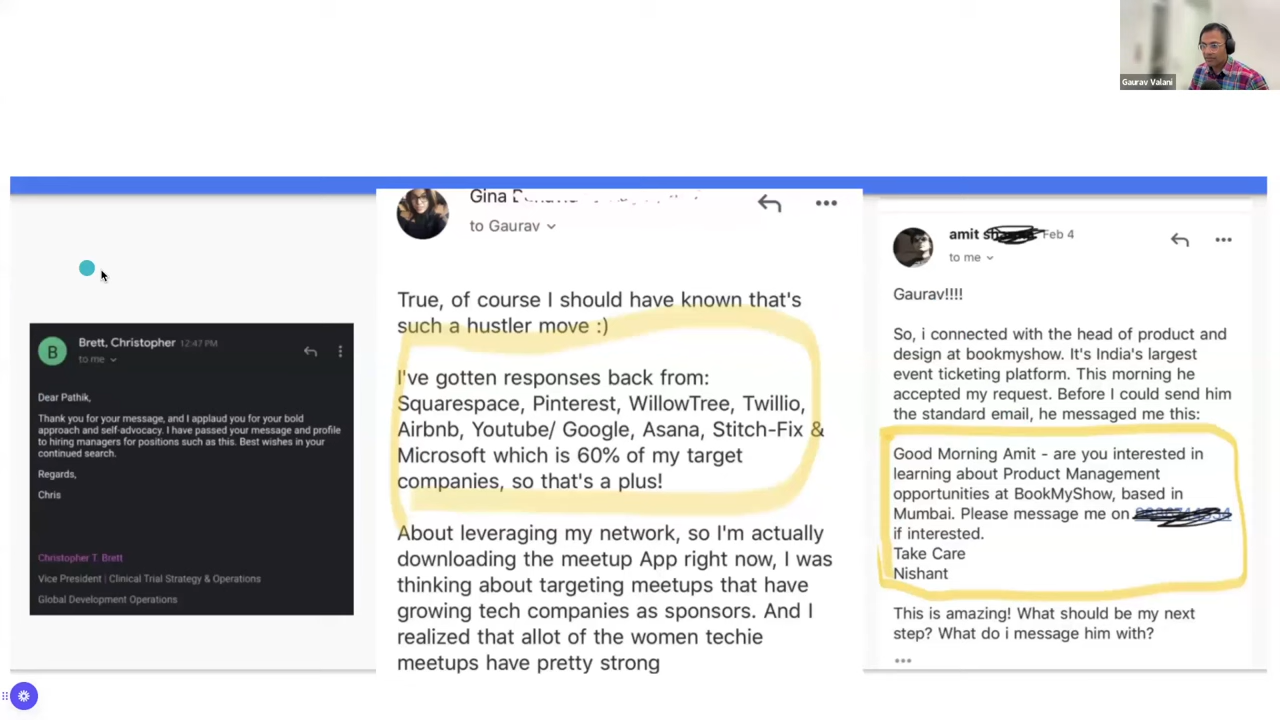 Gaurav Valani
B
Brett, Christopher 12:47 PM
to me
Dear Pathik,
Thank you for your message, and I applaud you for your bold
approach and self-advocacy. I have passed your message and profile
to hiring managers for positions such as this. Best wishes in your
continued search.
Regards,
Chris
Christopher T. Brett
Vice President | Clinical Trial Strategy & Operations
Global Development Operations
Gina
to Gaurav
True, of course I should have known that's
such a hustler move :)
I've gotten responses back from:
Squarespace, Pinterest, WillowTree, Twillio,
Airbnb, Youtube/ Google, Asana, Stitch-Fix &
Microsoft which is 60% of my target
companies, so that's a plus!
About leveraging my network, so I'm actually
downloading the meetup App right now, I was
thinking about targeting meetups that have
growing tech companies as sponsors. And I
realized that allot of the women techie
meetups have pretty strong
amit Feb 4
to me
Gaurav!!!!
So, i connected with the head of product and
design at bookmyshow. It's India's largest
event ticketing platform. This morning he
accepted my request. Before I could send him
the standard email, he messaged me this:
Good Morning Amit - are you interested in
learning about Product Management
opportunities at BookMyShow, based in
Mumbai. Please message me on
if interested.
Take Care
Nishant
This is amazing! What should be my next
step? What do i message him with?